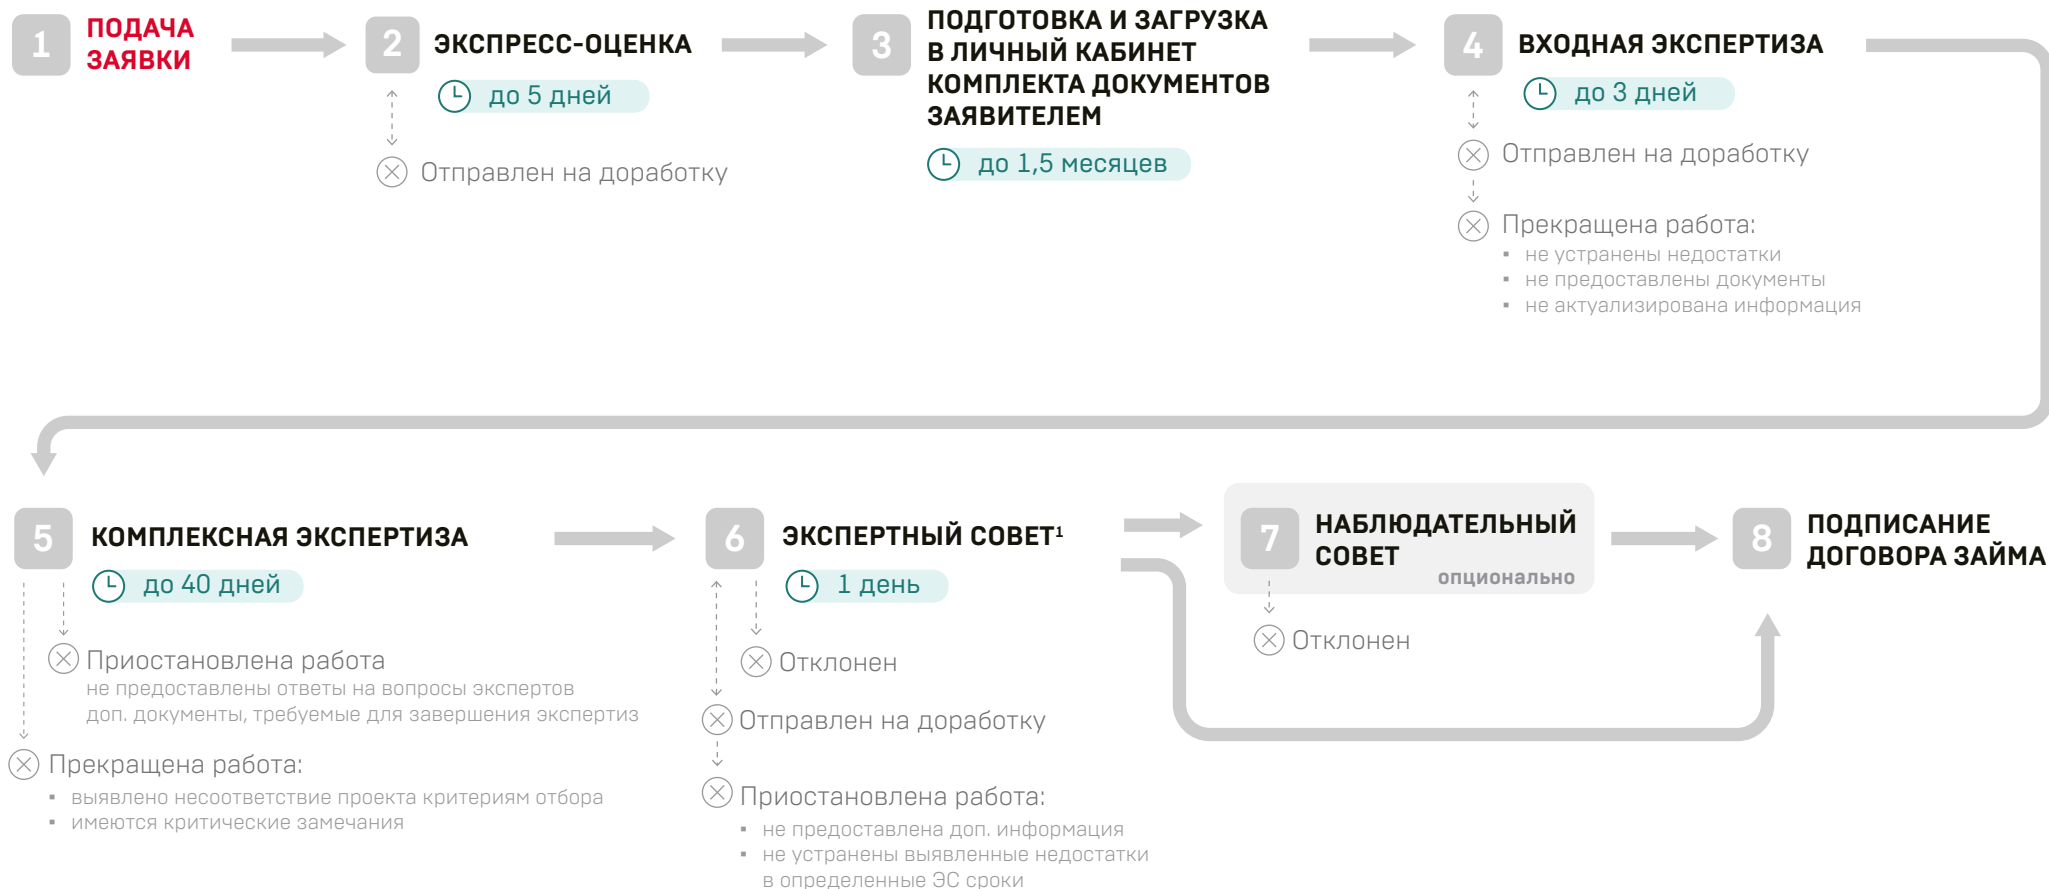 1
ПОДАЧА
ЗАЯВКИ
2
ЭКСПРЕСС-ОЦЕНКА
до 5 дней
Отправлен на доработку
3
ПОДГОТОВКА И ЗАГРУЗКА
В ЛИЧНЫЙ КАБИНЕТ
КОМПЛЕКТА ДОКУМЕНТОВ
ЗАЯВИТЕЛЕМ
до 1,5 месяцев
4
ВХОДНАЯ ЭКСПЕРТИЗА
до 3 дней
Отправлен на доработку
Прекращена работа:
▪ не устранены недостатки
▪ не предоставлены документы
▪ не актуализирована информация
5
КОМПЛЕКСНАЯ ЭКСПЕРТИЗА
до 40 дней
Приостановлена работа
не предоставлены ответы на вопросы экспертов
доп. документы, требуемые для завершения экспертиз
Прекращена работа:
▪ выявлено несоответствие проекта критериям отбора
▪ имеются критические замечания
6
ЭКСПЕРТНЫЙ СОВЕТ¹
1 день
Отклонен
Отправлен на доработку
Приостановлена работа:
▪ не предоставлена доп. информация
▪ не устранены выявленные недостатки
в определенные ЭС сроки
7
НАБЛЮДАТЕЛЬНЫЙ
СОВЕТ
опционально
Отклонен
8
ПОДПИСАНИЕ
ДОГОВОРА ЗАЙМА